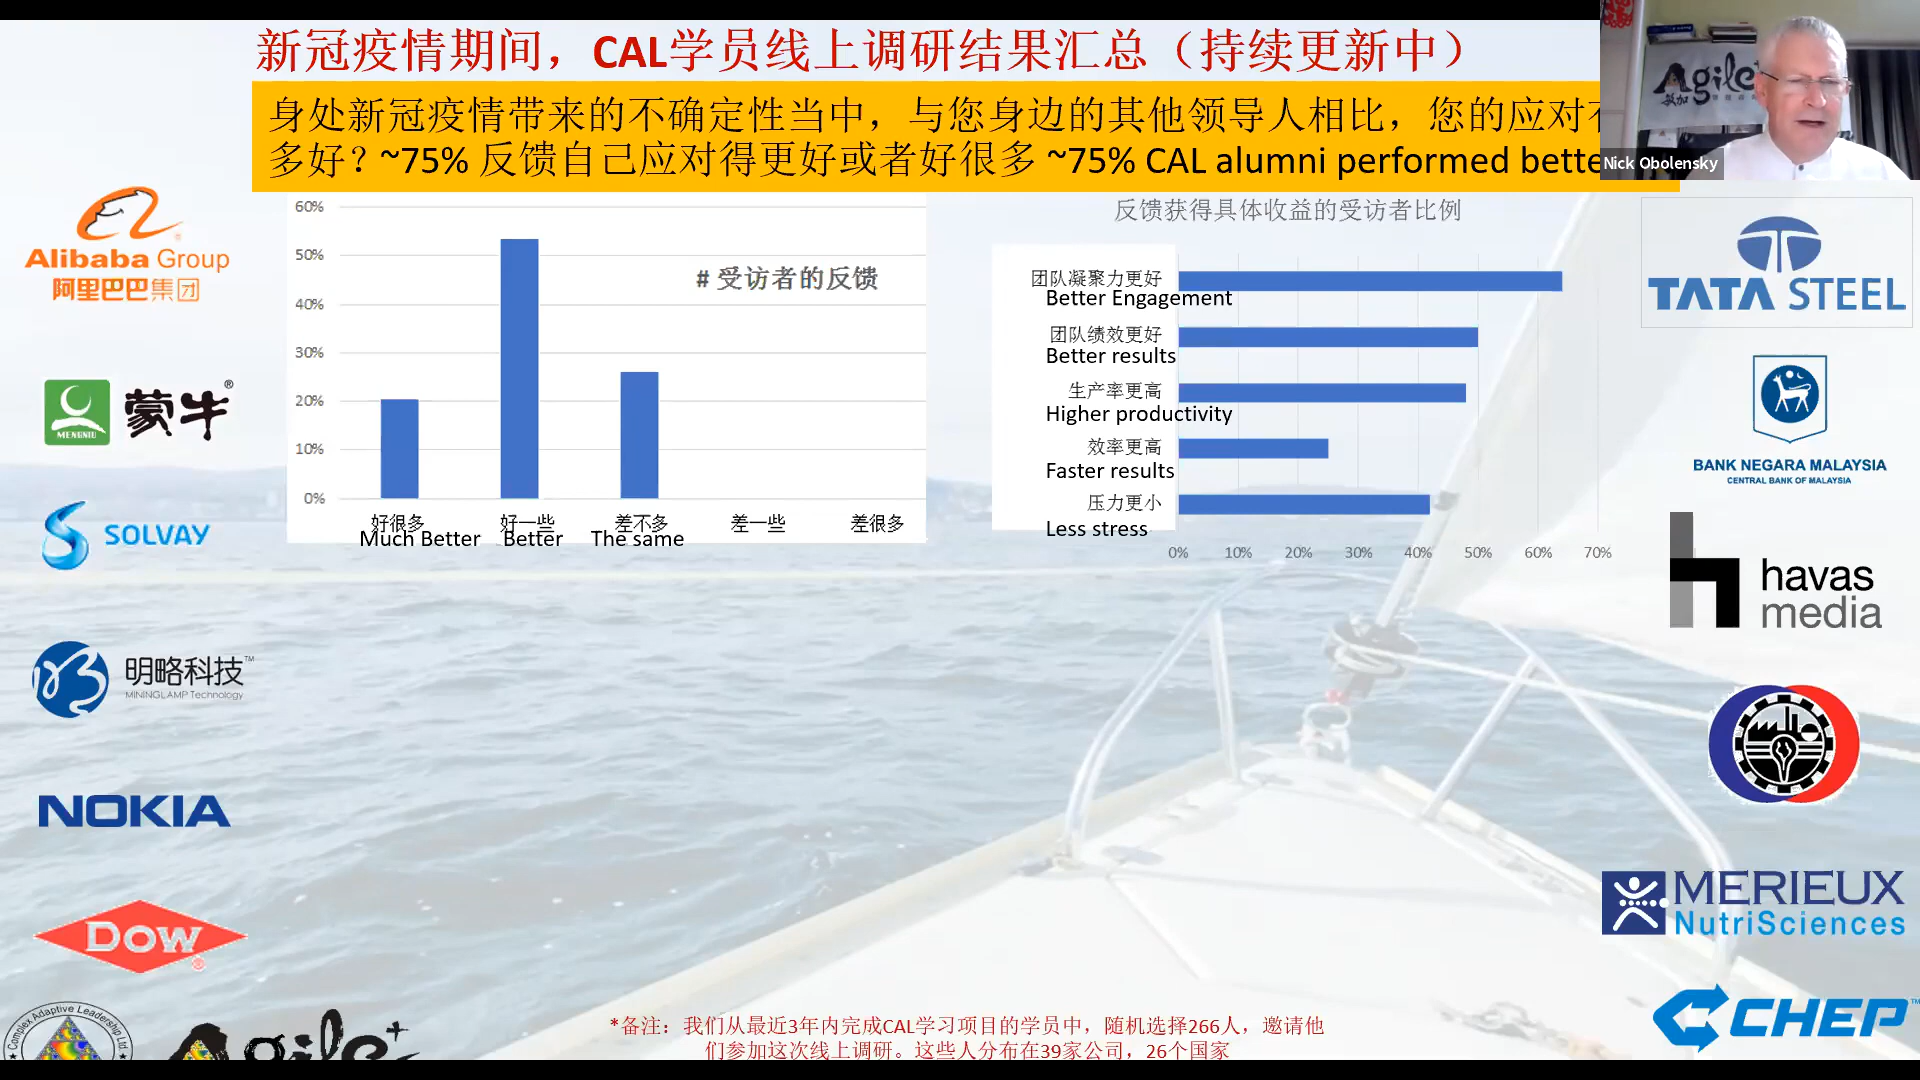 新冠疫情期间，CAL学员线上调研结果汇总（持续更新中）
身处新冠疫情带来的不确定性当中，与您身边的其他领导人相比，您的应对
多好？~75% 反馈自己应对得更好或者好很多 ~75% CAL alumni performed bette
Agile
敏加
Nick Obolensky
60%
50%
40%
30%
20%
10%
0%
# 受访者的反馈
好很多 好一些 差不多 差一些 差很多
Much Better Better The same
反馈获得具体收益的受访者比例
团队凝聚力更好
Better Engagement
团队绩效更好
Better results
生产率更高
Higher productivity
效率更高
Faster results
压力更小
Less stress
0% 10% 20% 30% 40% 50% 60% 70%
Alibaba Group
阿里巴巴集团
MENGNIU
蒙牛®
SOLVAY
明略科技™
MININGLAMP Technology
NOKIA
DOW®
Complex Adaptive Leadership Ltd
Agile+
TATA STEEL
BANK NEGARA MALAYSIA
CENTRAL BANK OF MALAYSIA
havas
media
MERIEUX
NutriSciences
CHEP™
*备注：我们从最近3年内完成CAL学习项目的学员中，随机选择266人，邀请他
们参加这次线上调研。这些人分布在39家公司，26个国家